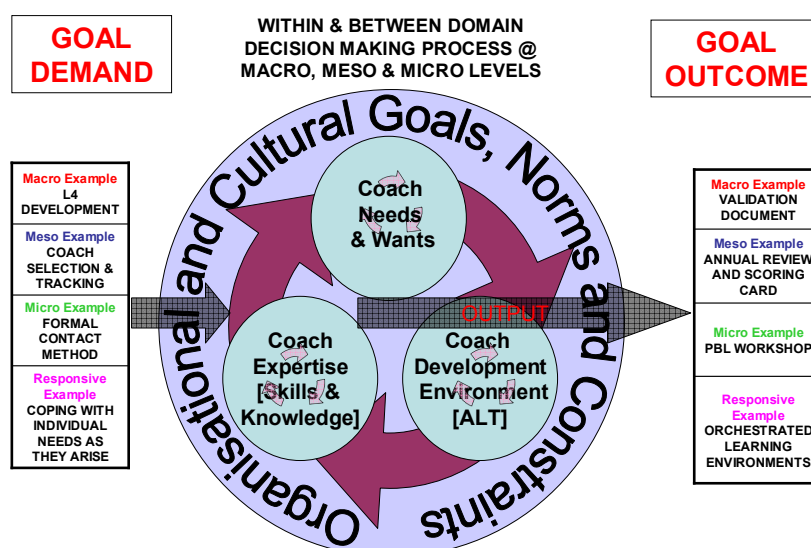 GOAL
DEMAND
WITHIN & BETWEEN DOMAIN
DECISION MAKING PROCESS @
MACRO, MESO & MICRO LEVELS
GOAL
OUTCOME
Organisational and Cultural Goals, Norms and Constraints
Macro Example
L4
DEVELOPMENT
Meso Example
COACH
SELECTION &
TRACKING
Micro Example
FORMAL
CONTACT
METHOD
Responsive
Example
COPING WITH
INDIVIDUAL
NEEDS AS
THEY ARISE
Coach
Needs
& Wants
OUTPUT
Coach
Expertise
[Skills &
Knowledge]
Coach
Development
Environment
[ALT]
Macro Example
VALIDATION
DOCUMENT
Meso Example
ANNUAL REVIEW
AND SCORING
CARD
Micro Example
PBL WORKSHOP
Responsive
Example
ORCHESTRATED
LEARNING
ENVIRONMENTS